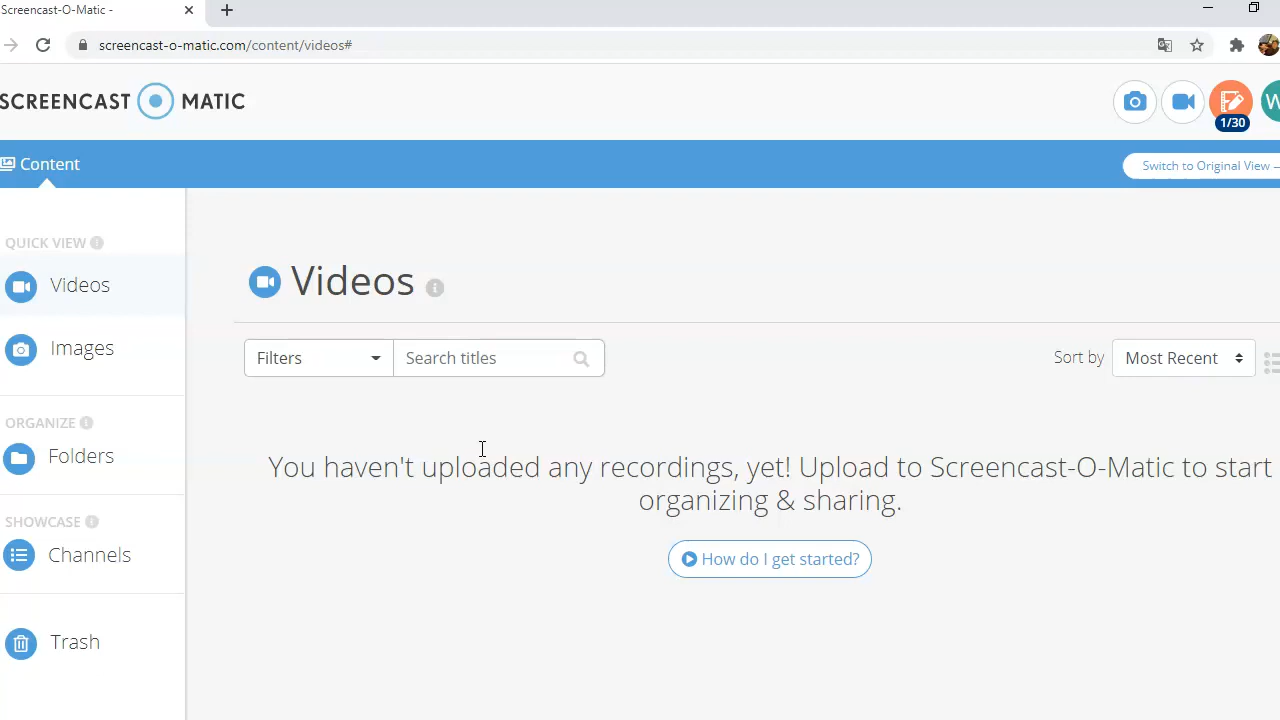 Screencast-O-Matic -
screencast-o-matic.com/content/videos#
SCREENCAST MATIC
1/30
W
Content
Switch to Original View —
QUICK VIEW
Videos
Images
ORGANIZE
Folders
SHOWCASE
Channels
Trash
Videos
Filters
Search titles
Sort by
Most Recent
You haven't uploaded any recordings, yet! Upload to Screencast-O-Matic to start
organizing & sharing.
How do I get started?